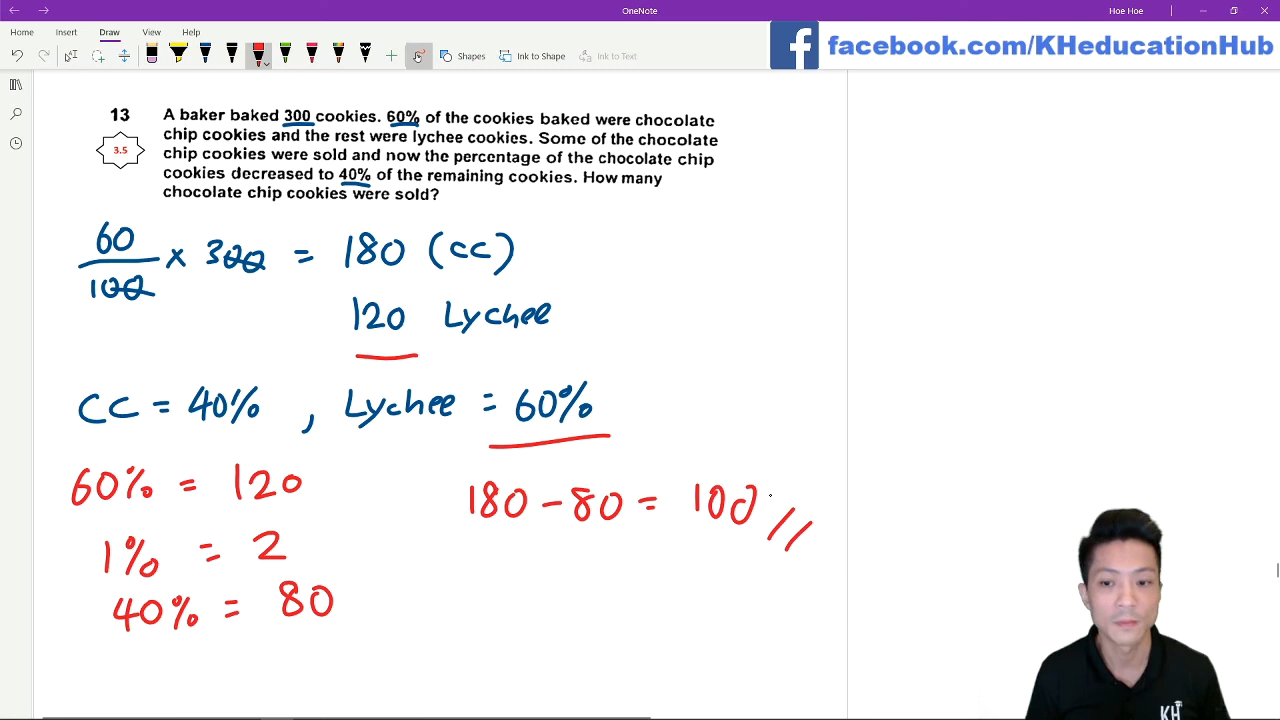 OneNote
Hoe Hoe
Home Insert Draw View Help
Shapes Ink to Shape Ink to Text
facebook.com/KHeducationHub
13 A baker baked 300 cookies. 60% of the cookies baked were chocolate
chip cookies and the rest were lychee cookies. Some of the chocolate
3.5
chip cookies were sold and now the percentage of the chocolate chip
cookies decreased to 40% of the remaining cookies. How many
chocolate chip cookies were sold?
60/100 × 300 = 180 (CC)
120 Lychee
CC = 40% , Lychee = 60%
60% = 120
180 - 80 = 100 //
1% = 2
40% = 80
KH